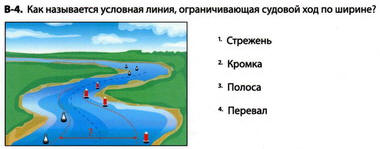 В-4. Как называется условная линия, ограничивающая судовой ход по ширине?
1. Стрежень
2. Кромка
3. Полоса
4. Перевал